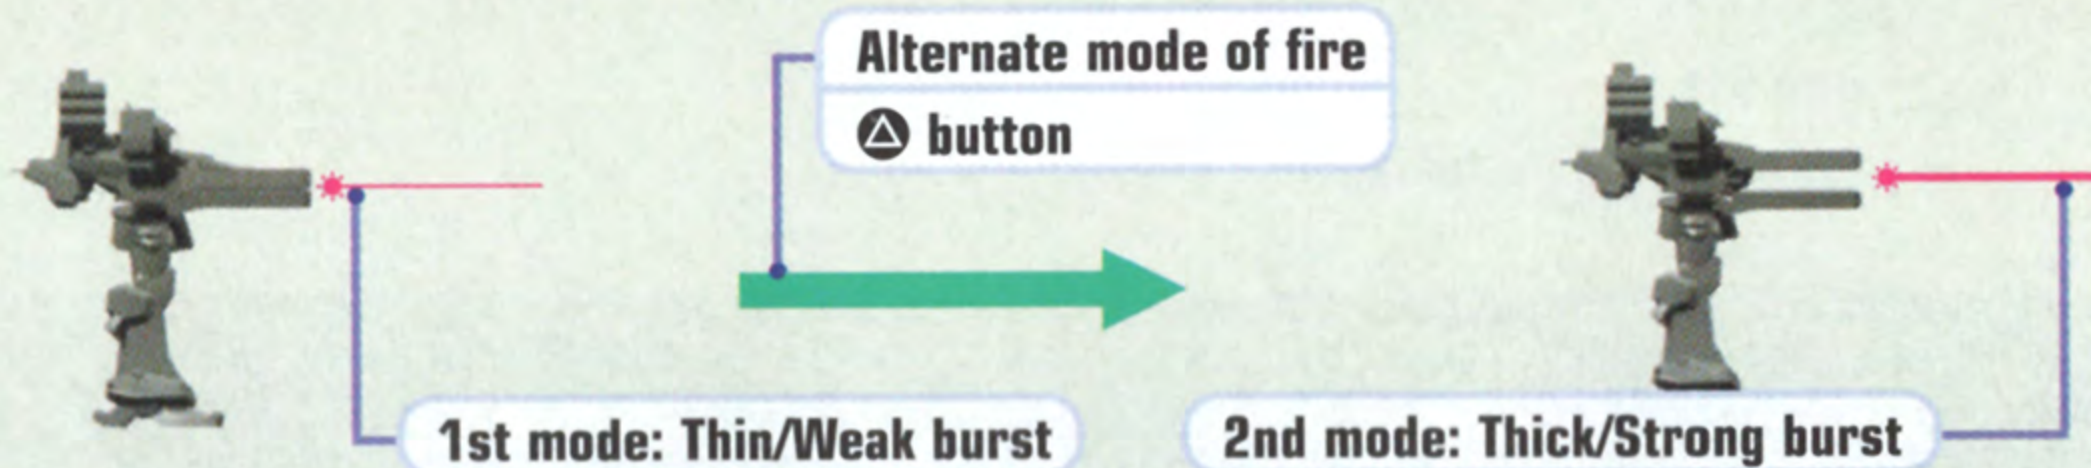 Alternate mode of fire
△ button
1st mode: Thin/Weak burst
2nd mode: Thick/Strong burst